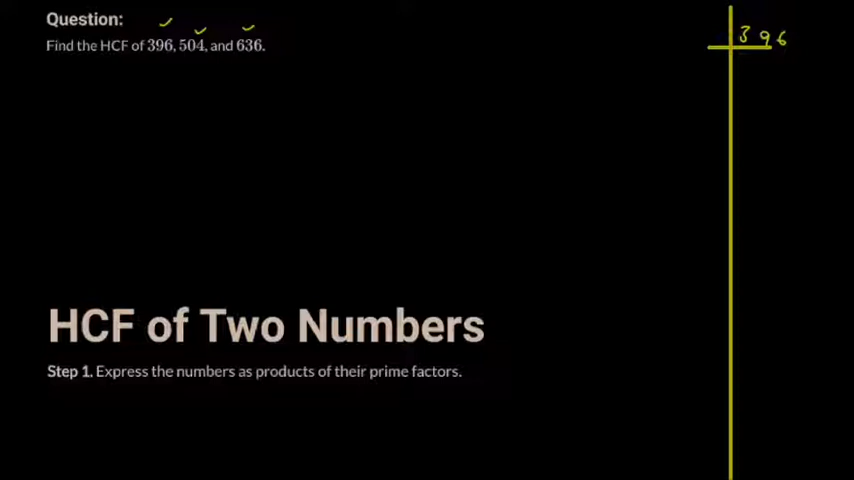 Question:
Find the HCF of 396, 504, and 636.
396
HCF of Two Numbers
Step 1. Express the numbers as products of their prime factors.